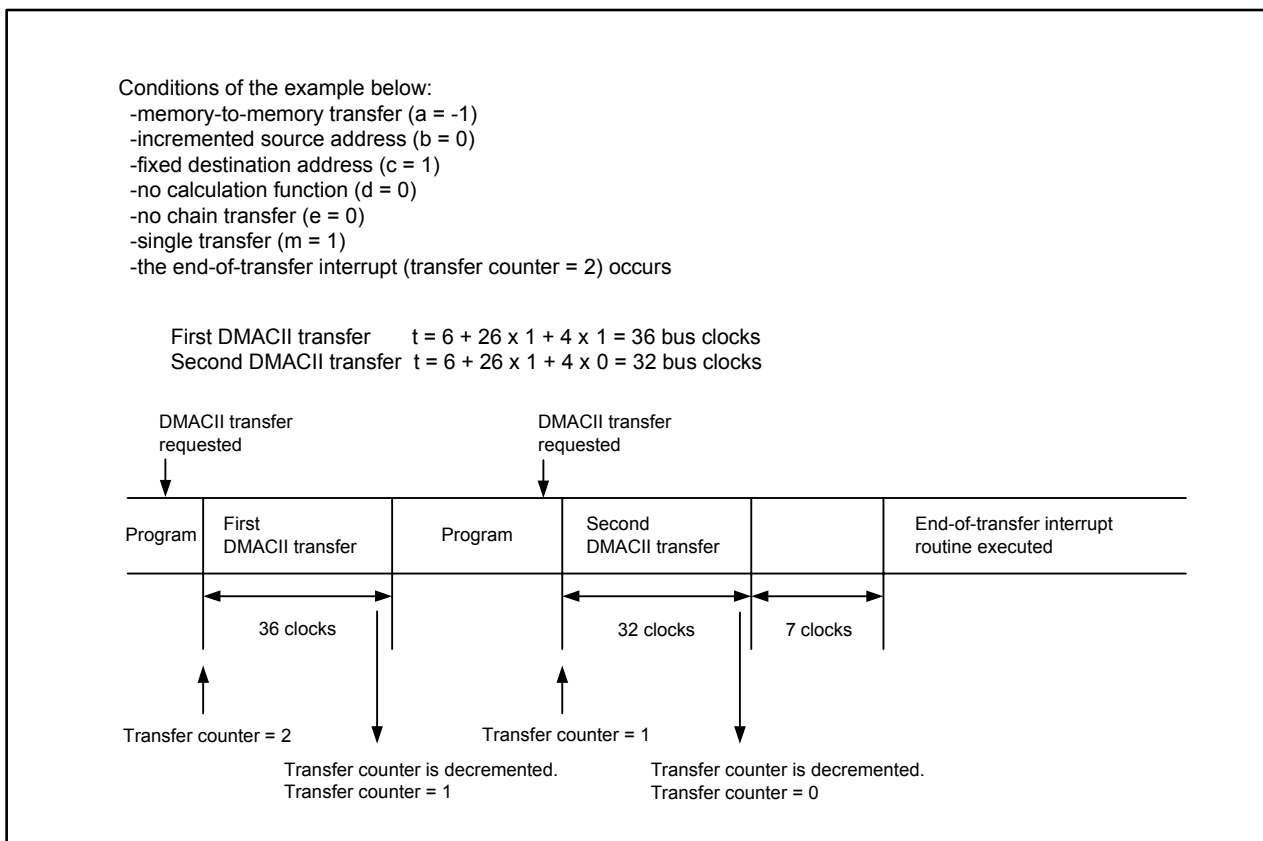 Conditions of the example below:
-memory-to-memory transfer (a = -1)
-incremented source address (b = 0)
-fixed destination address (c = 1)
-no calculation function (d = 0)
-no chain transfer (e = 0)
-single transfer (m = 1)
-the end-of-transfer interrupt (transfer counter = 2) occurs
First DMACII transfer t = 6 + 26 x 1 + 4 x 1 = 36 bus clocks
Second DMACII transfer t = 6 + 26 x 1 + 4 x 0 = 32 bus clocks
DMACII transfer
requested
DMACII transfer
requested
Program
First
DMACII transfer
Program
Second
DMACII transfer
End-of-transfer interrupt
routine executed
36 clocks
32 clocks
7 clocks
Transfer counter = 2
Transfer counter = 1
Transfer counter is decremented.
Transfer counter = 1
Transfer counter is decremented.
Transfer counter = 0